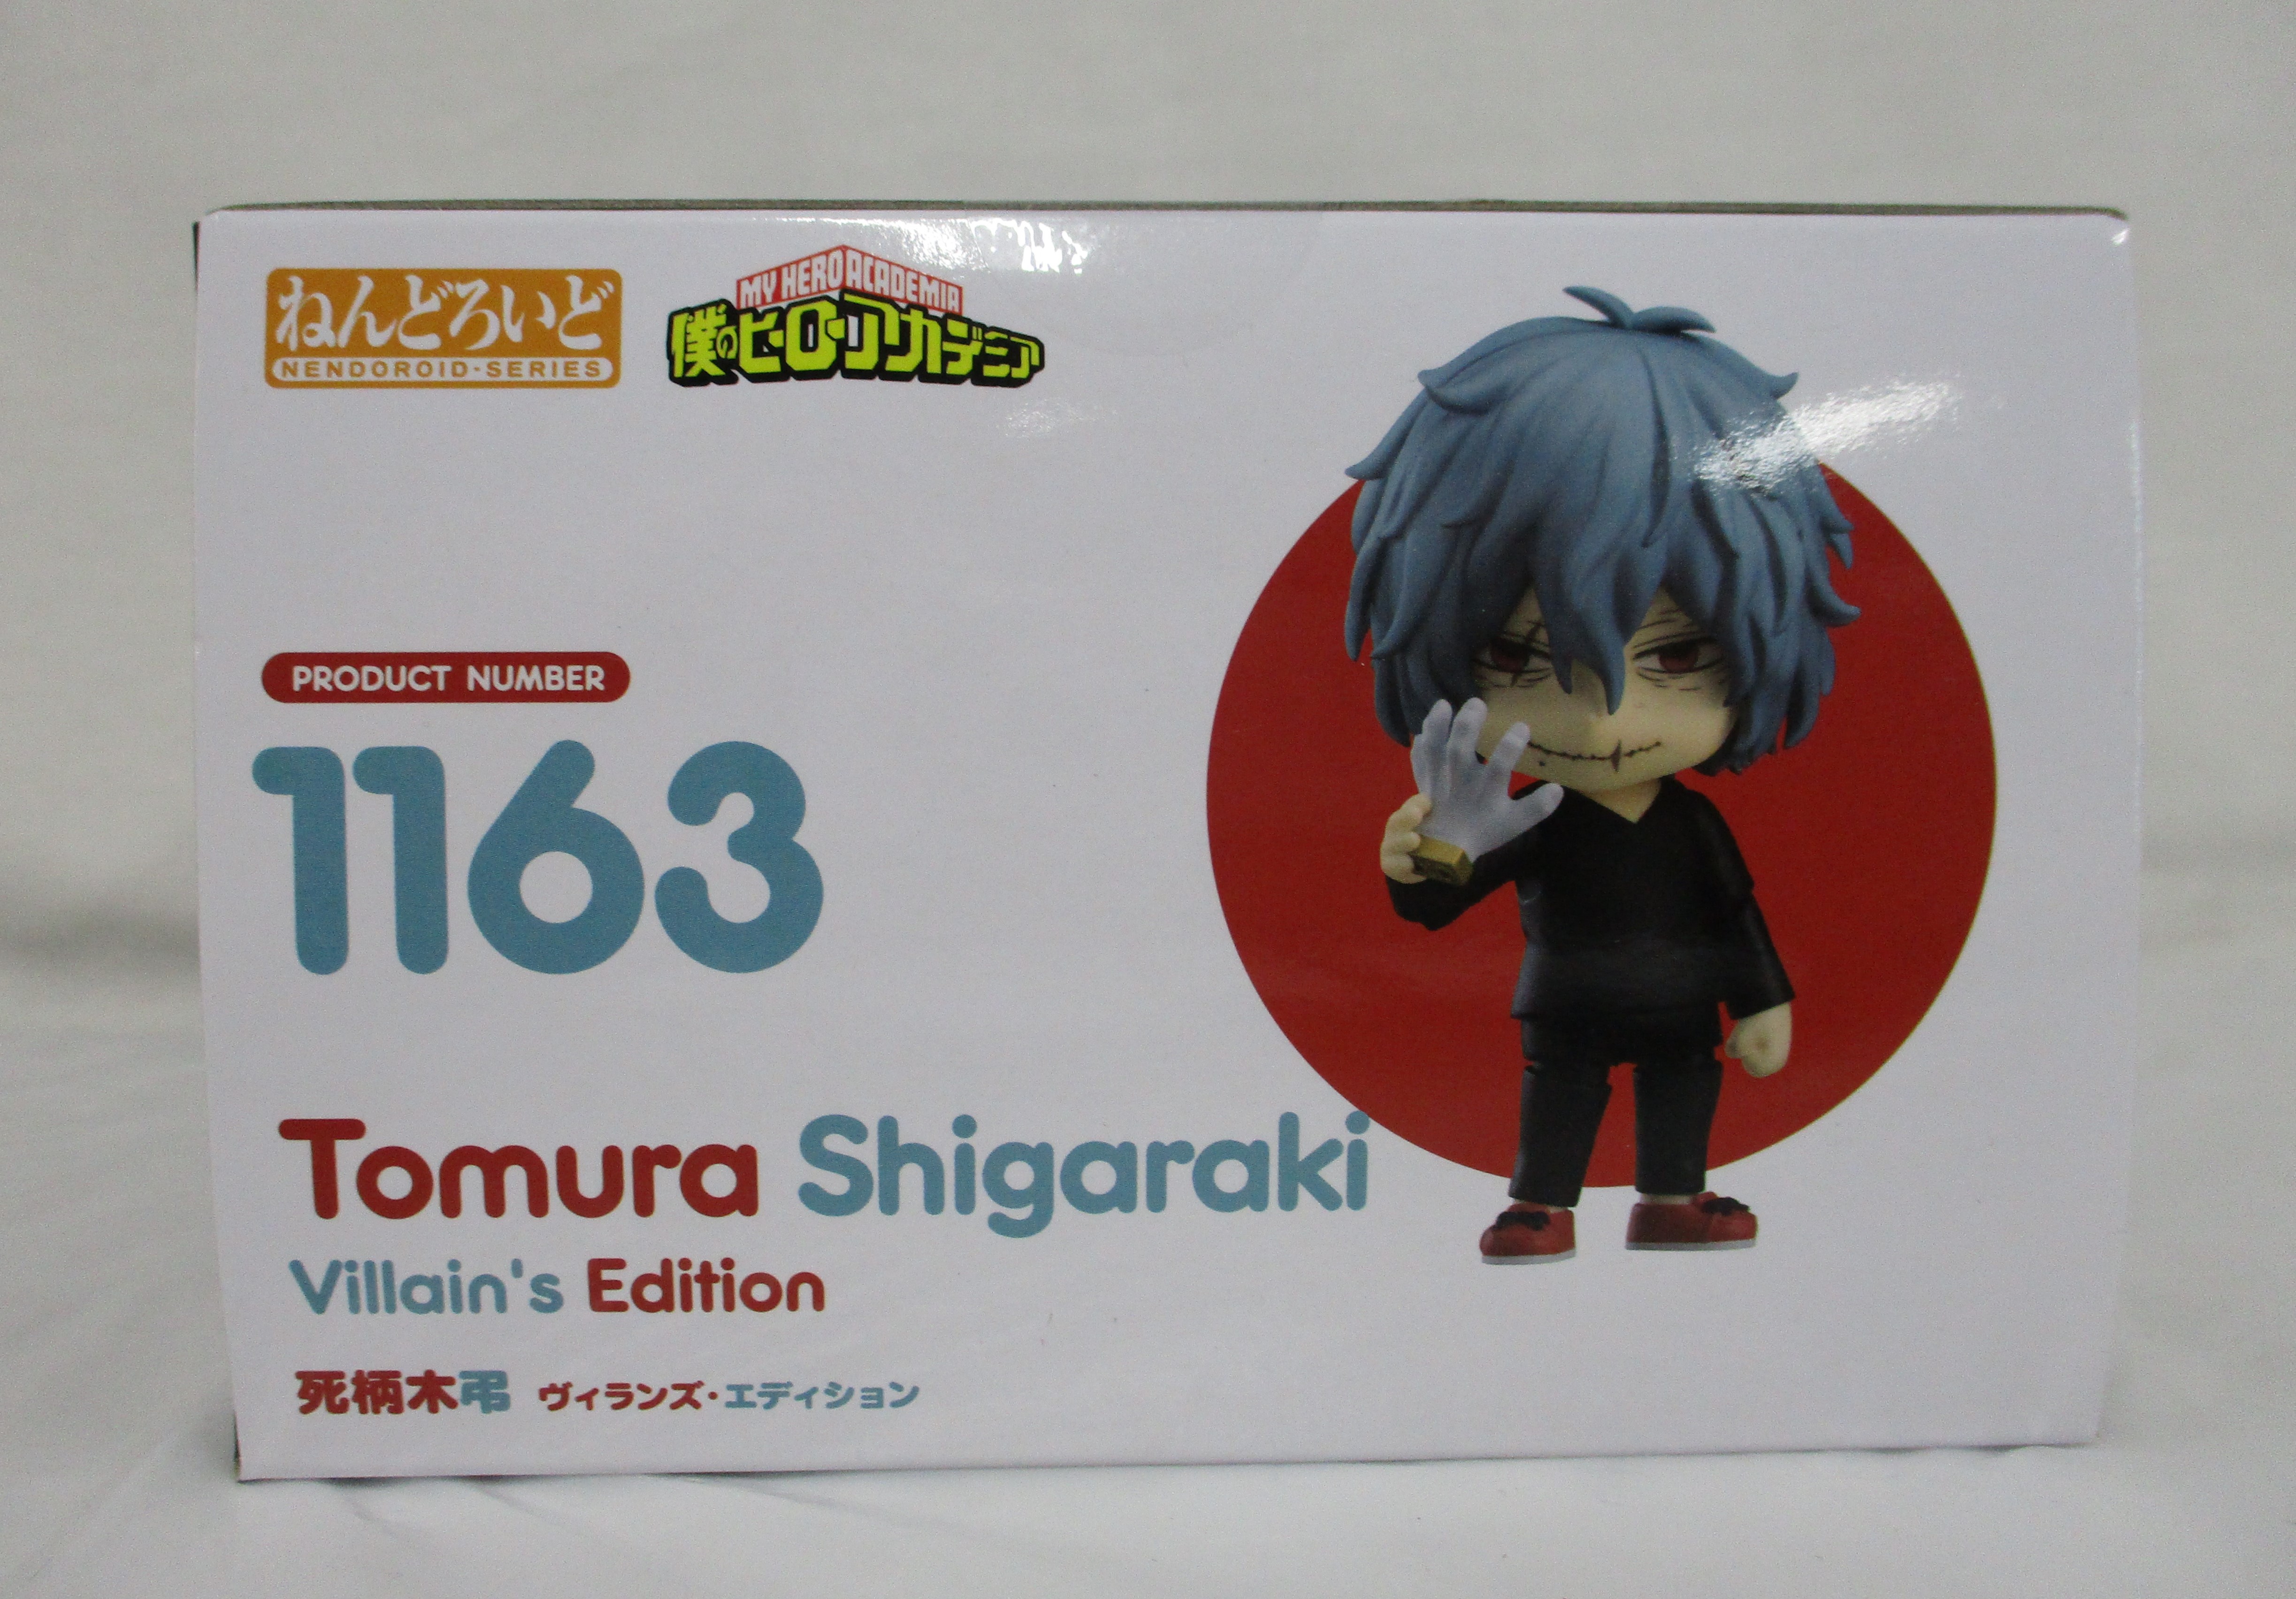 ねんどろいど
NENDOROID·SERIES
MY HERO ACADEMIA
僕のヒーローアカデミア
PRODUCT NUMBER
1163
Tomura Shigaraki
Villain's Edition
死柄木弔 ヴィランズ・エディション